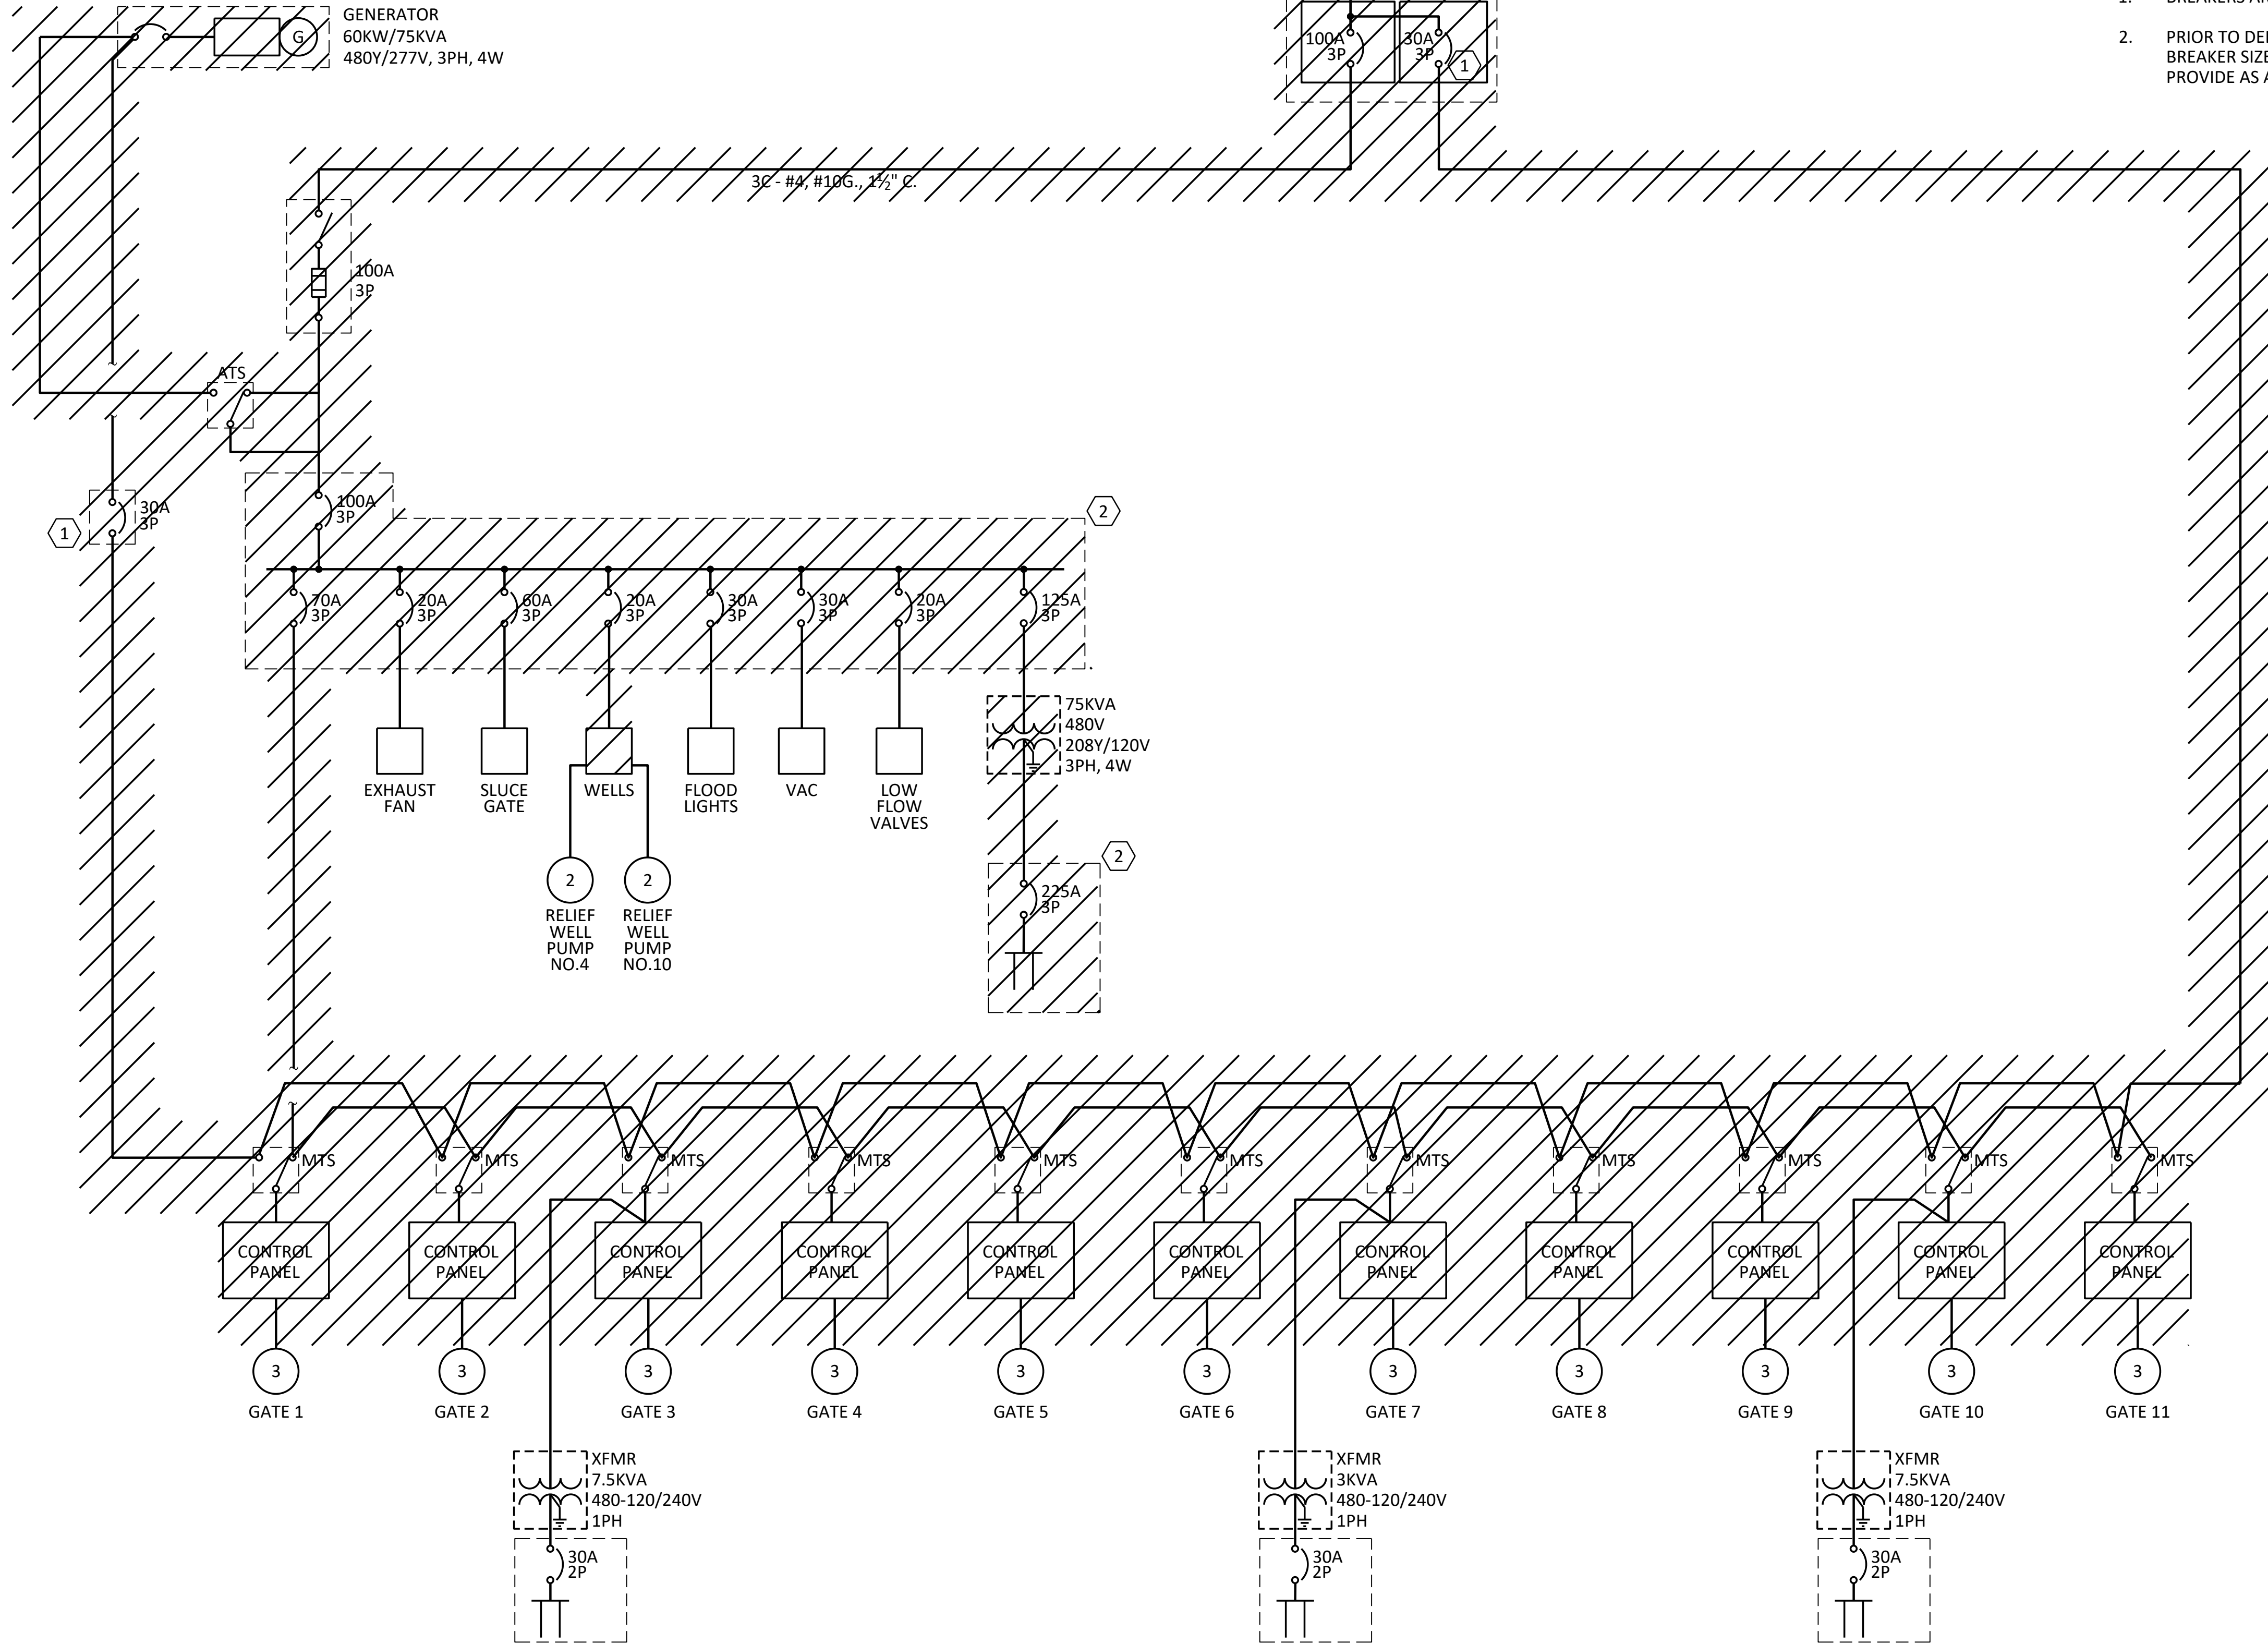 GENERATOR
60KW/75KVA
480Y/277V, 3PH, 4W
G
100A
3P
30A
3P
1
2. PRIOR TO
BREAKER
PROVIDE AS
3C - #4, #10G., 1½" C.
100A
3P
ATS
30A
3P
1
100A
3P
2
70A
3P
20A
3P
60A
3P
20A
3P
30A
3P
30A
3P
20A
3P
125A
3P
75KVA
480V
208Y/120V
3PH, 4W
EXHAUST
FAN
SLUCE
GATE
WELLS
FLOOD
LIGHTS
VAC
LOW
FLOW
VALVES
2
2
RELIEF
WELL
PUMP
NO.4
RELIEF
WELL
PUMP
NO.10
2
225A
3P
MTS
MTS
MTS
MTS
MTS
MTS
MTS
MTS
MTS
MTS
MTS
CONTROL
PANEL
CONTROL
PANEL
CONTROL
PANEL
CONTROL
PANEL
CONTROL
PANEL
CONTROL
PANEL
CONTROL
PANEL
CONTROL
PANEL
CONTROL
PANEL
CONTROL
PANEL
CONTROL
PANEL
3
3
3
3
3
3
3
3
3
3
3
GATE 1
GATE 2
GATE 3
GATE 4
GATE 5
GATE 6
GATE 7
GATE 8
GATE 9
GATE 10
GATE 11
XFMR
7.5KVA
480-120/240V
1PH
30A
2P
XFMR
3KVA
480-120/240V
1PH
30A
2P
XFMR
7.5KVA
480-120/240V
1PH
30A
2P